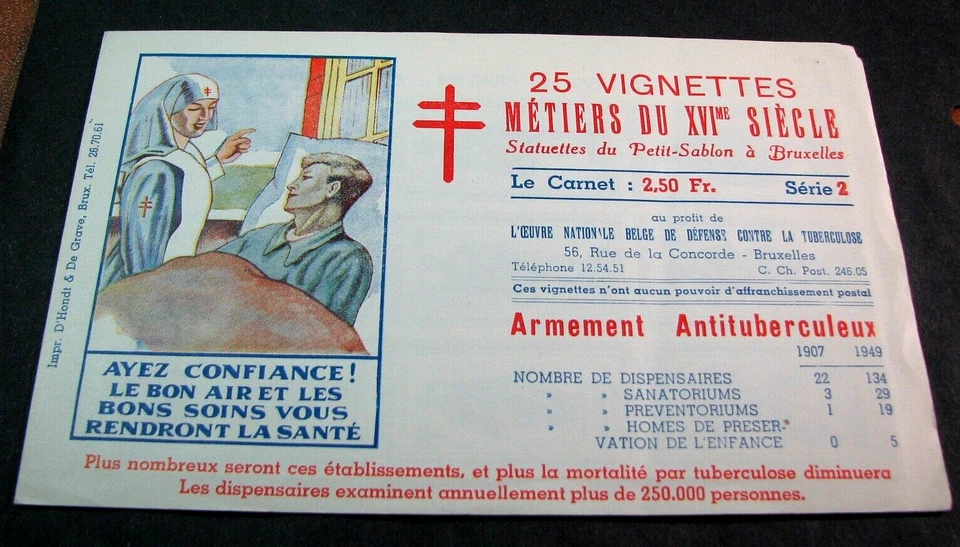 Impr. D'Hondt & De Grave, Brux. Tél. 26.70.61
AYEZ CONFIANCE!
LE BON AIR ET LES
BONS SOINS VOUS
RENDRONT LA SANTÉ
25 VIGNETTES
MÉTIERS DU XVIME SIÈCLE
Statuettes du Petit-Sablon à Bruxelles
Le Carnet : 2,50 Fr. Série 2
au profit de
L'ŒUVRE NATIONALE BELGE DE DÉFENSE CONTRE LA TUBERCULOSE
56, Rue de la Concorde - Bruxelles
Téléphone 12.54.51 C. Ch. Post. 246.05
Ces vignettes n'ont aucun pouvoir d'affranchissement postal
Armement Antituberculeux
1907 1949
NOMBRE DE DISPENSAIRES 22 134
» » SANATORIUMS 3 29
» » PREVENTORIUMS 1 19
» » HOMES DE PRESER-
VATION DE L'ENFANCE 0 5
Plus nombreux seront ces établissements, et plus la mortalité par tuberculose diminuera
Les dispensaires examinent annuellement plus de 250.000 personnes.